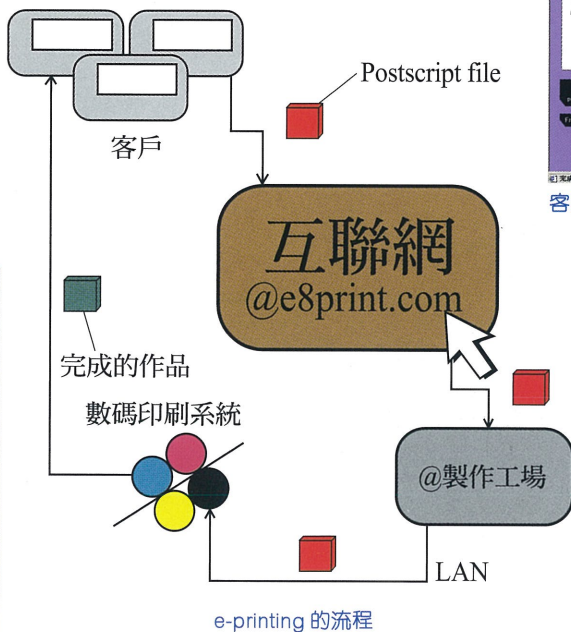 Postscript file
客戶
客
互聯網
@e8print.com
完成的作品
數碼印刷系統
@製作工場
LAN
e-printing 的流程